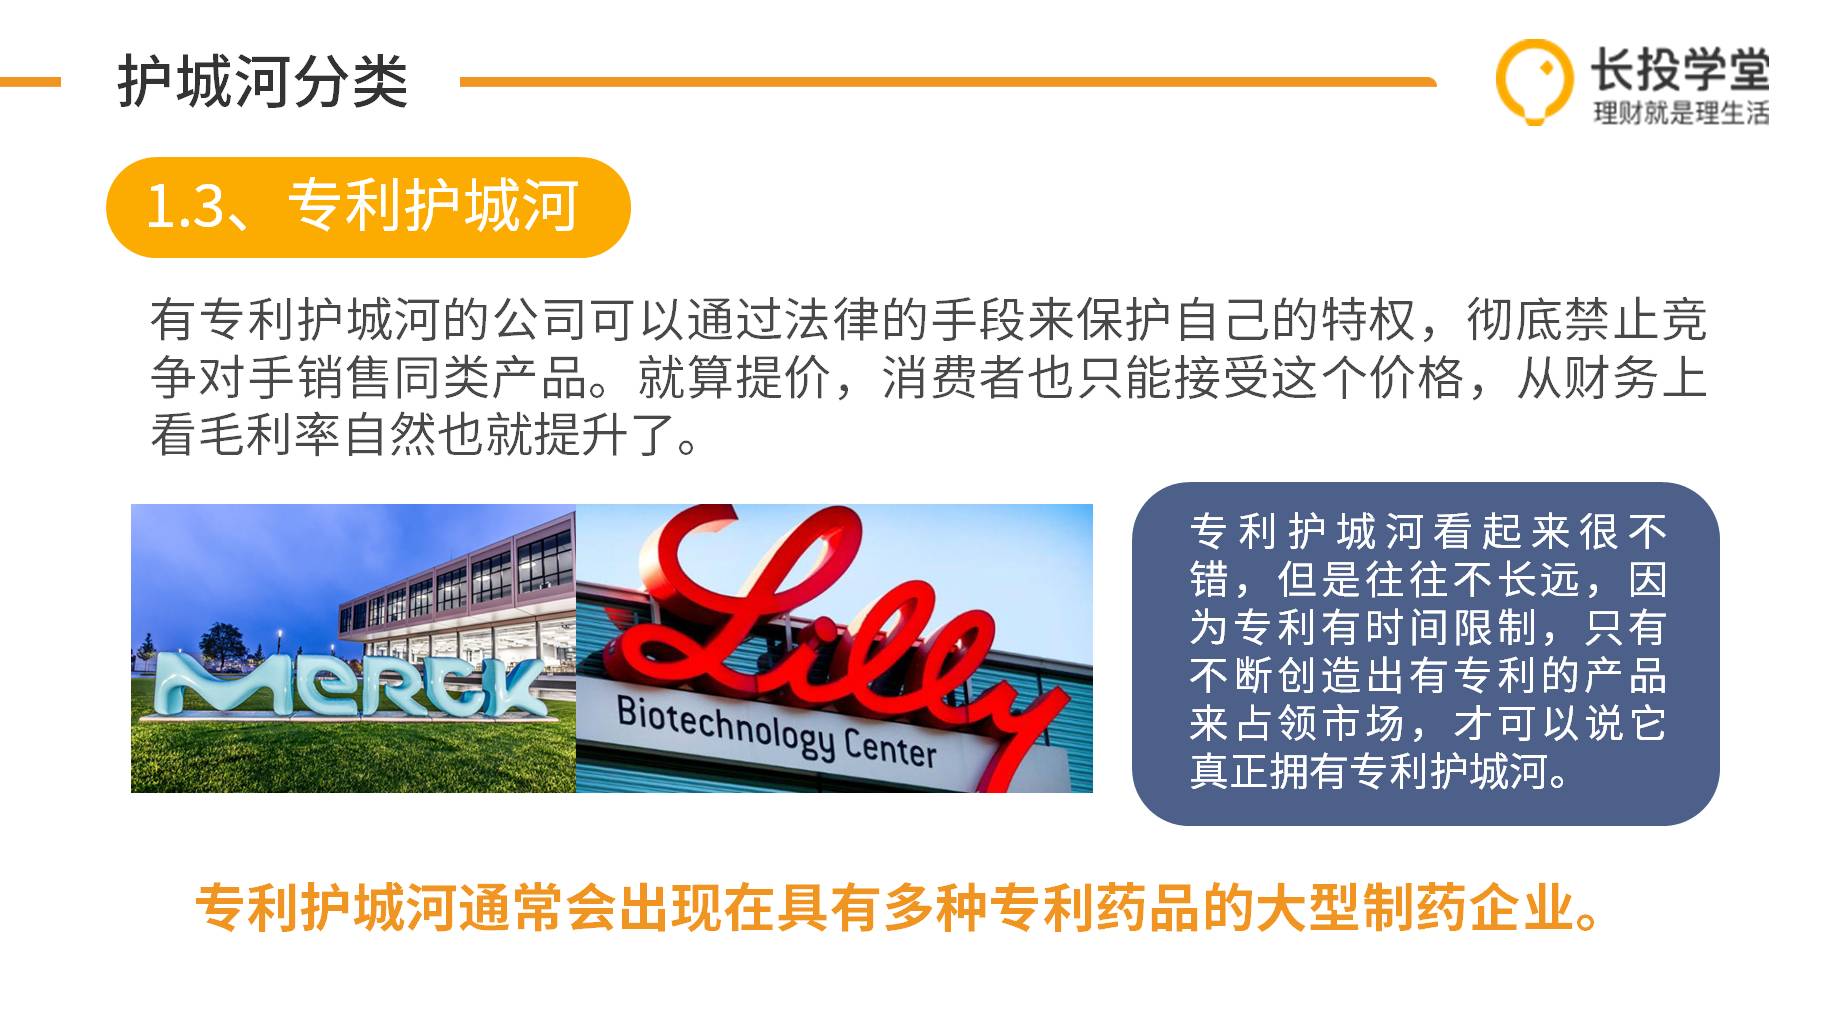 护城河分类
长投学堂
理财就是理生活
1.3、专利护城河
有专利护城河的公司可以通过法律的手段来保护自己的特权，彻底禁止竞
争对手销售同类产品。就算提价，消费者也只能接受这个价格，从财务上
看毛利率自然也就提升了。
MERCK
Lilly
Biotechnology Center
专利护城河看起来很不
错，但是往往不长远，因
为专利有时间限制，只有
不断创造出有专利的产品
来占领市场，才可以说它
真正拥有专利护城河。
专利护城河通常会出现在具有多种专利药品的大型制药企业。